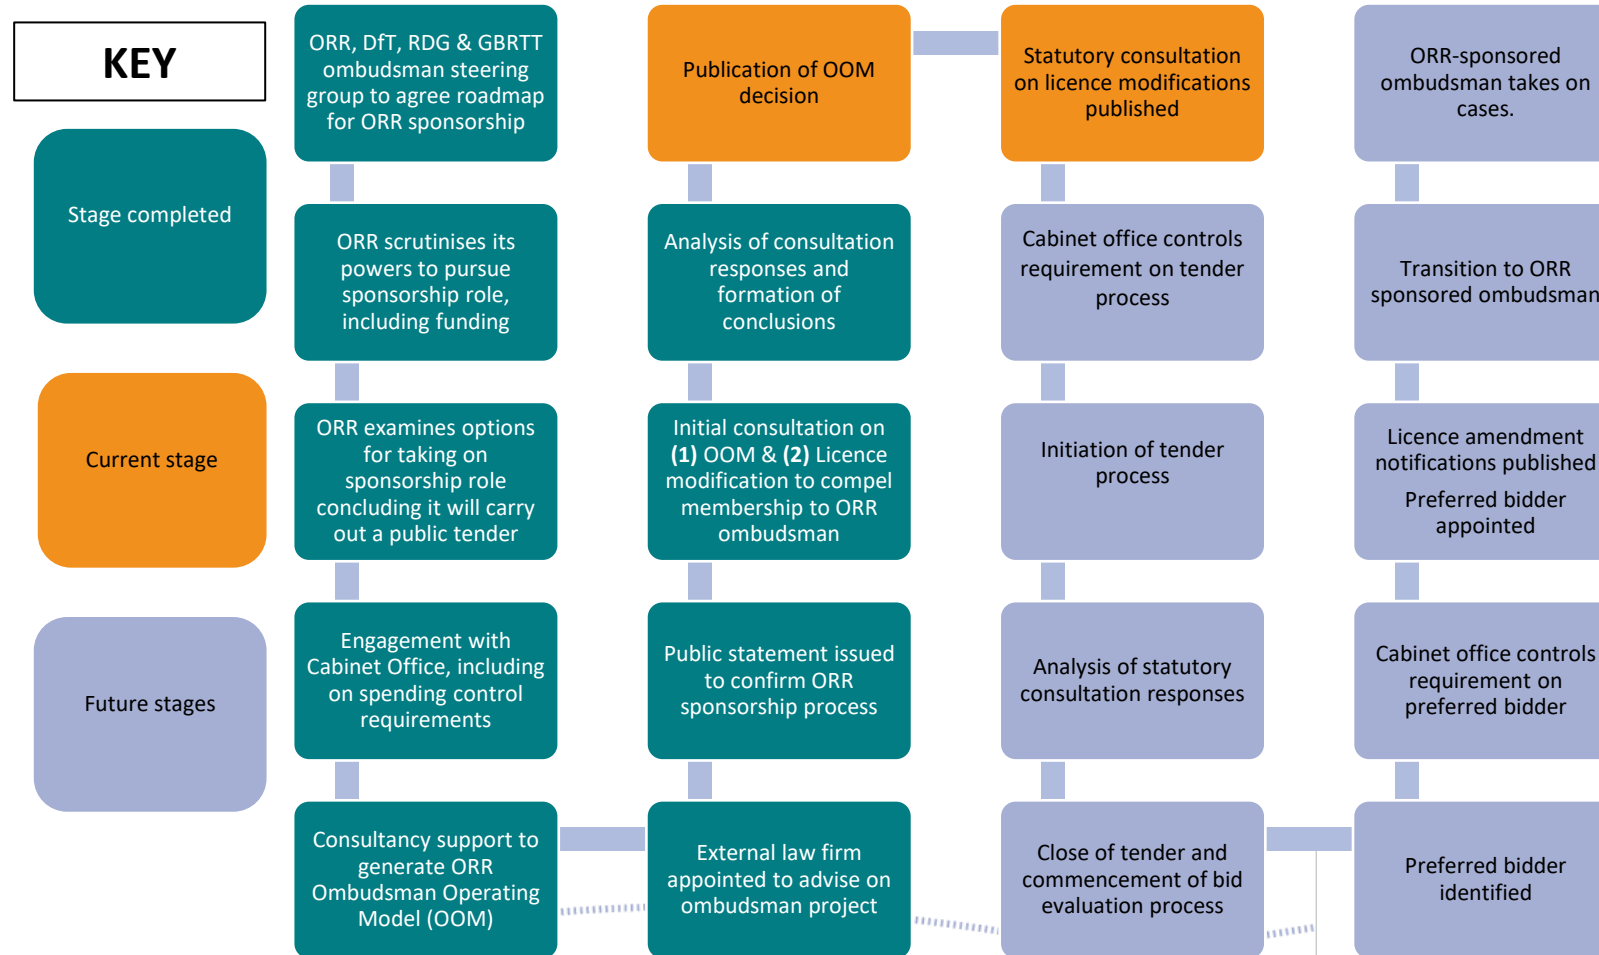 KEY
Stage completed
Current stage
Future stages
ORR, DfT, RDG & GBRTT
ombudsman steering
group to agree roadmap
for ORR sponsorship
ORR scrutinises its
powers to pursue
sponsorship role,
including funding
ORR examines options
for taking on
sponsorship role
concluding it will carry
out a public tender
Engagement with
Cabinet Office, including
on spending control
requirements
Consultancy support to
generate ORR
Ombudsman Operating
Model (OOM)
Publication of OOM
decision
Analysis of consultation
responses and
formation of
conclusions
Initial consultation on
(1) OOM & (2) Licence
modification to compel
membership to ORR
ombudsman
Public statement issued
to confirm ORR
sponsorship process
External law firm
appointed to advise on
ombudsman project
Statutory consultation
on licence modifications
published
Cabinet office controls
requirement on tender
process
Initiation of tender
process
Analysis of statutory
consultation responses
Close of tender and
commencement of bid
evaluation process
ORR-sponsored
ombudsman takes on
cases.
Transition to ORR
sponsored ombudsman
Licence amendment
notifications published
Preferred bidder
appointed
Cabinet office controls
requirement on
preferred bidder
Preferred bidder
identified